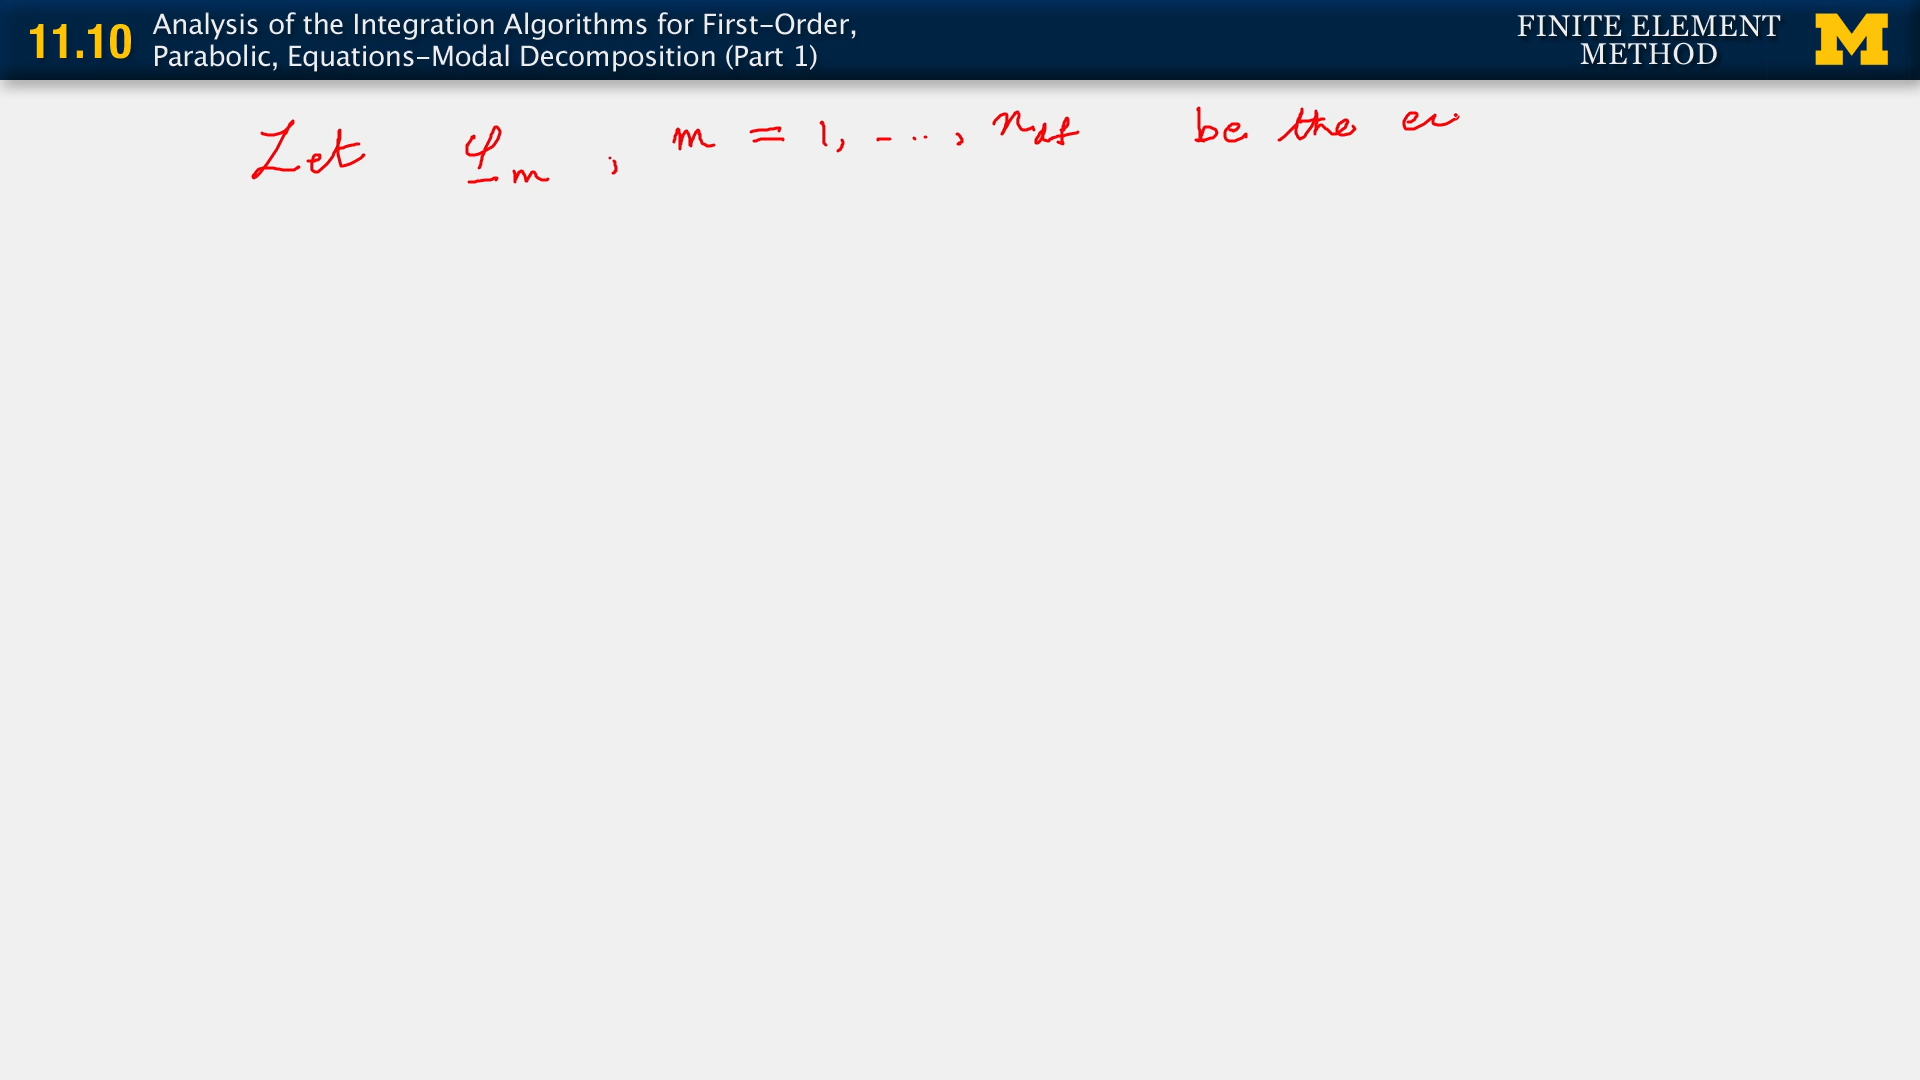 11.10
Analysis of the Integration Algorithms for First-Order,
Parabolic, Equations-Modal Decomposition (Part 1)
FINITE ELEMENT
METHOD
M
Let φ_m , m = 1, - .. , n_df be the